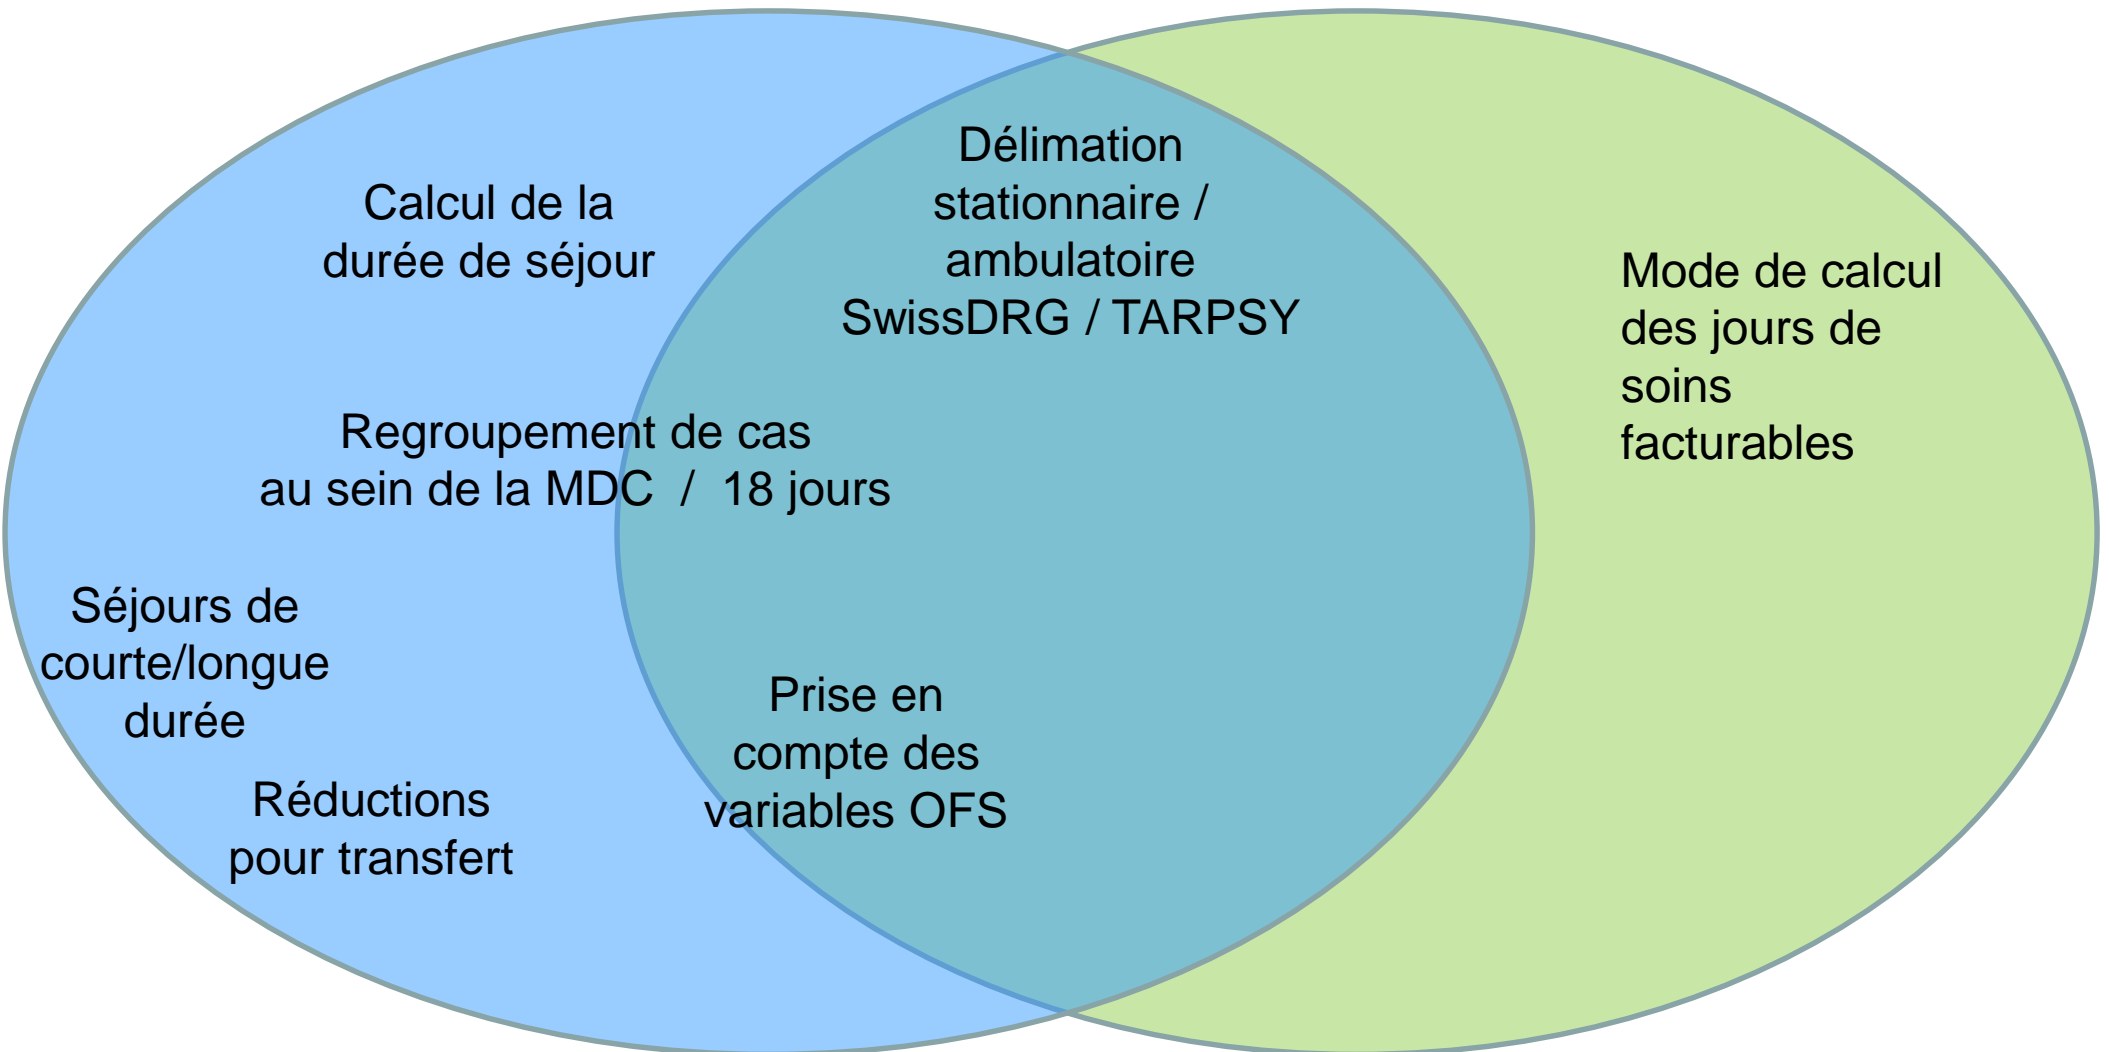 Calcul de la
durée de séjour
Délimation
stationnaire /
ambulatoire
SwissDRG / TARPSY
Mode de calcul
des jours de
soins
facturables
Regroupement de cas
au sein de la MDC / 18 jours
Séjours de
courte/longue
durée
Prise en
compte des
variables OFS
Réductions
pour transfert